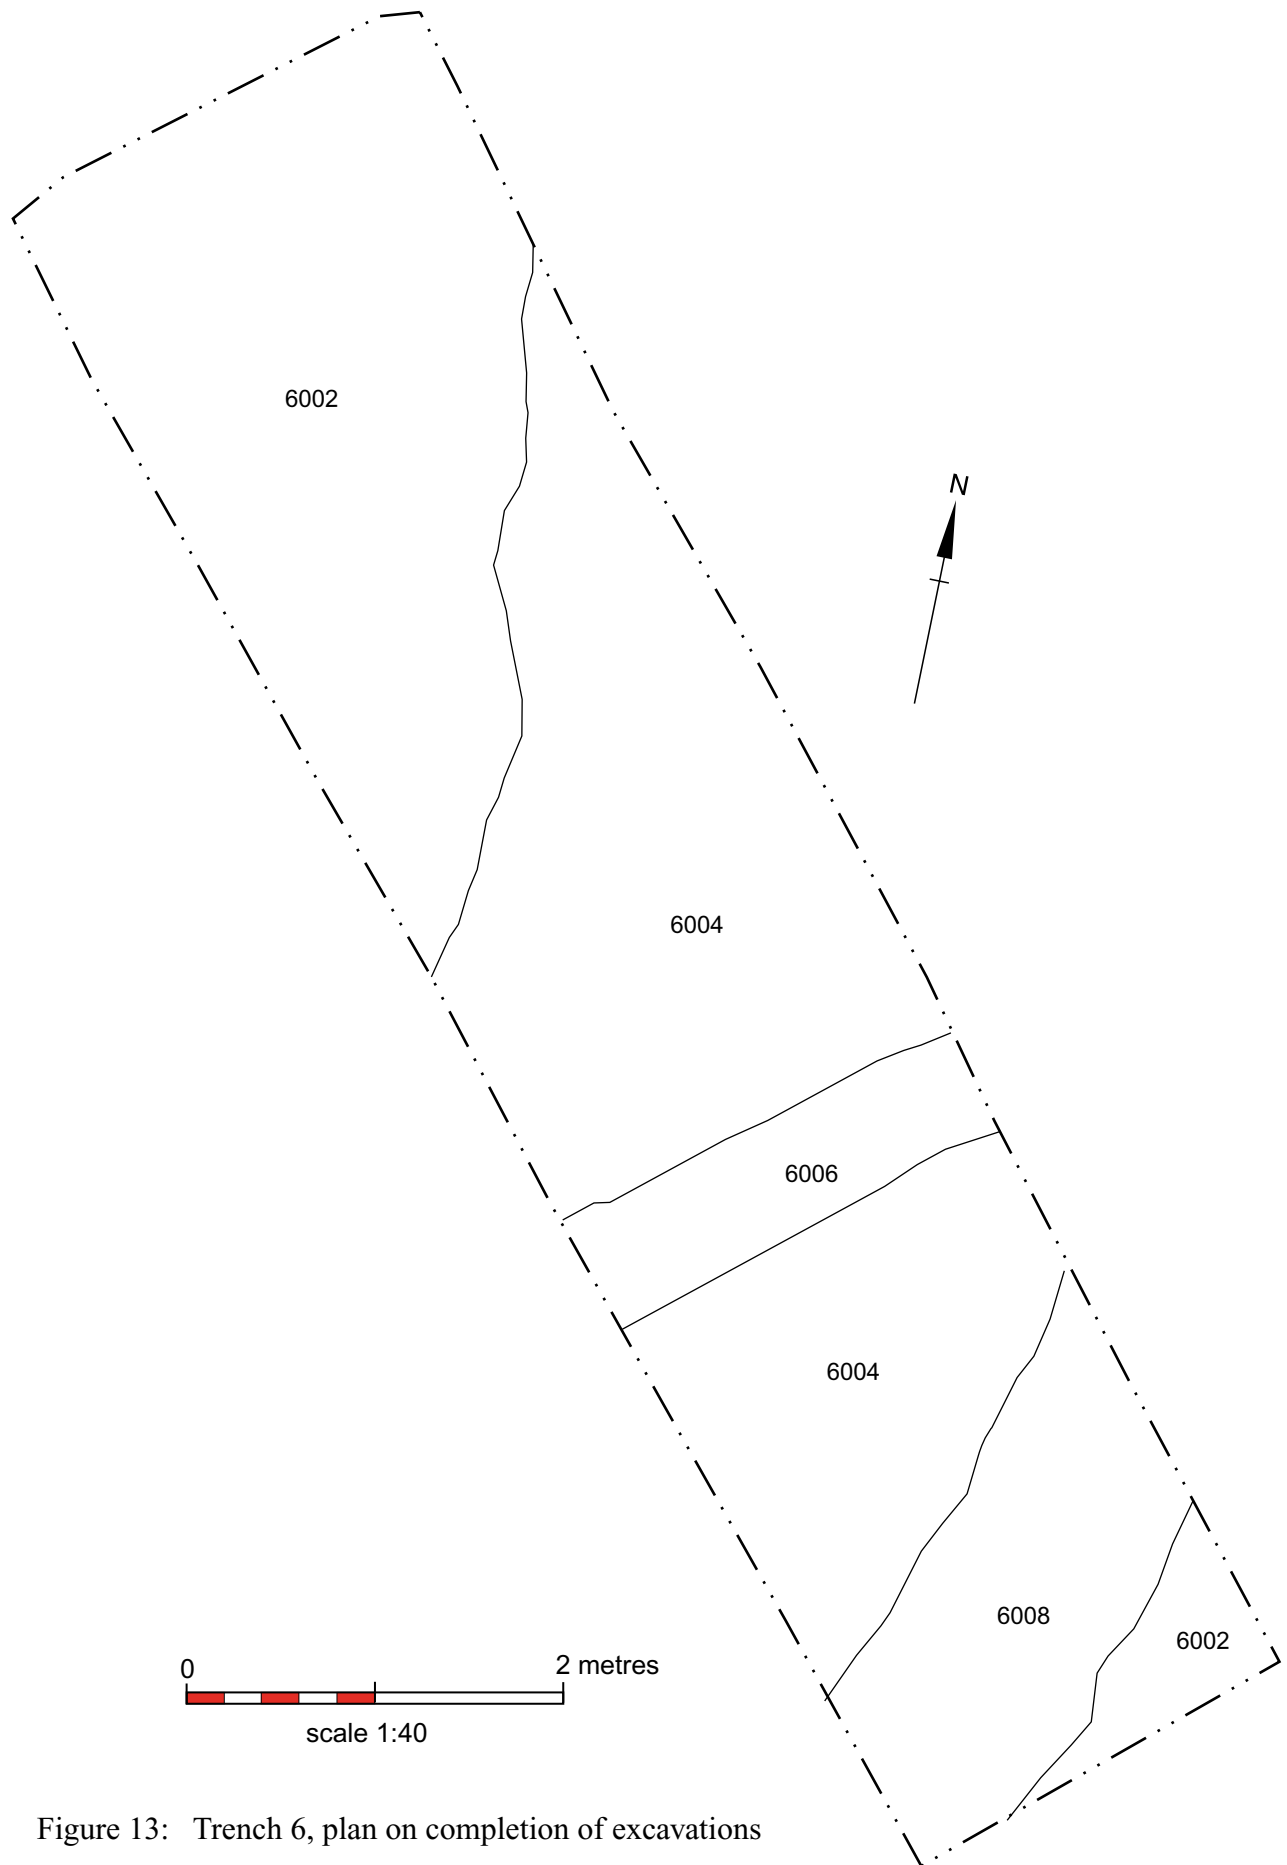 6002
N
6004
6006
6004
6008
6002
0 2 metres
scale 1:40
Figure 13: Trench 6, plan on completion of excavations